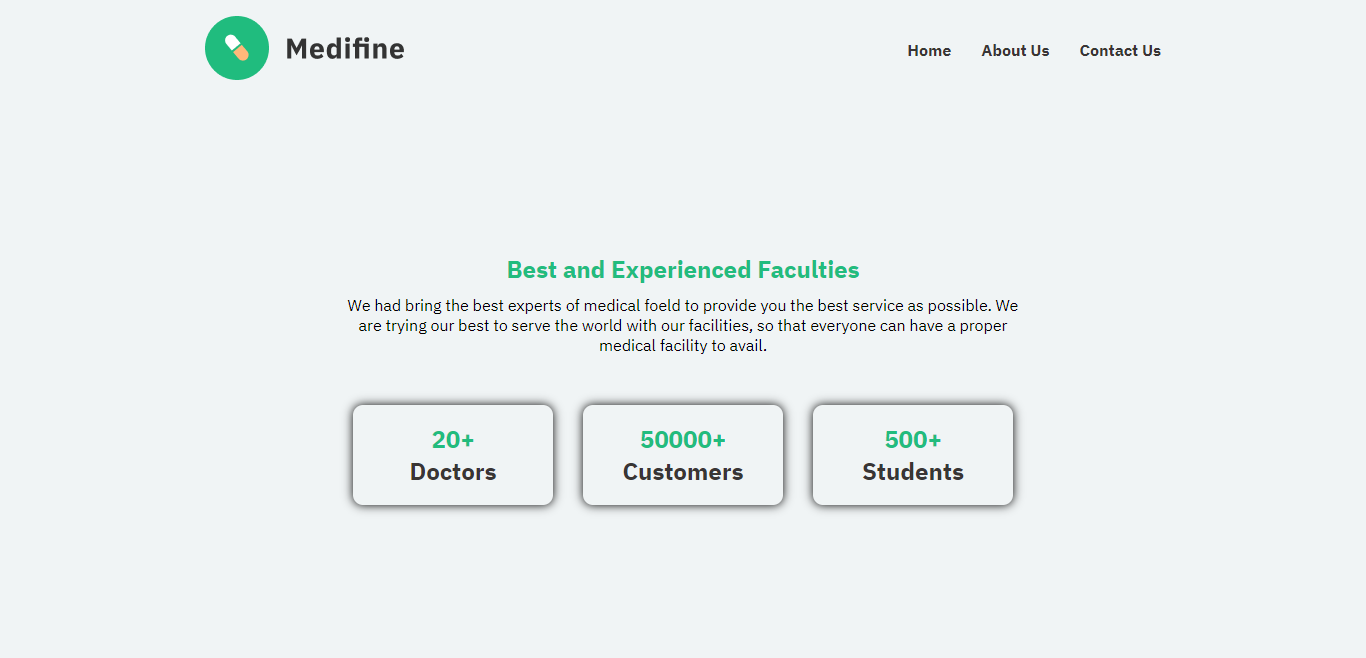 Medifine
Home About Us Contact Us
Best and Experienced Faculties
We had bring the best experts of medical foeld to provide you the best service as possible. We
are trying our best to serve the world with our facilities, so that everyone can have a proper
medical facility to avail.
20+
Doctors
50000+
Customers
500+
Students